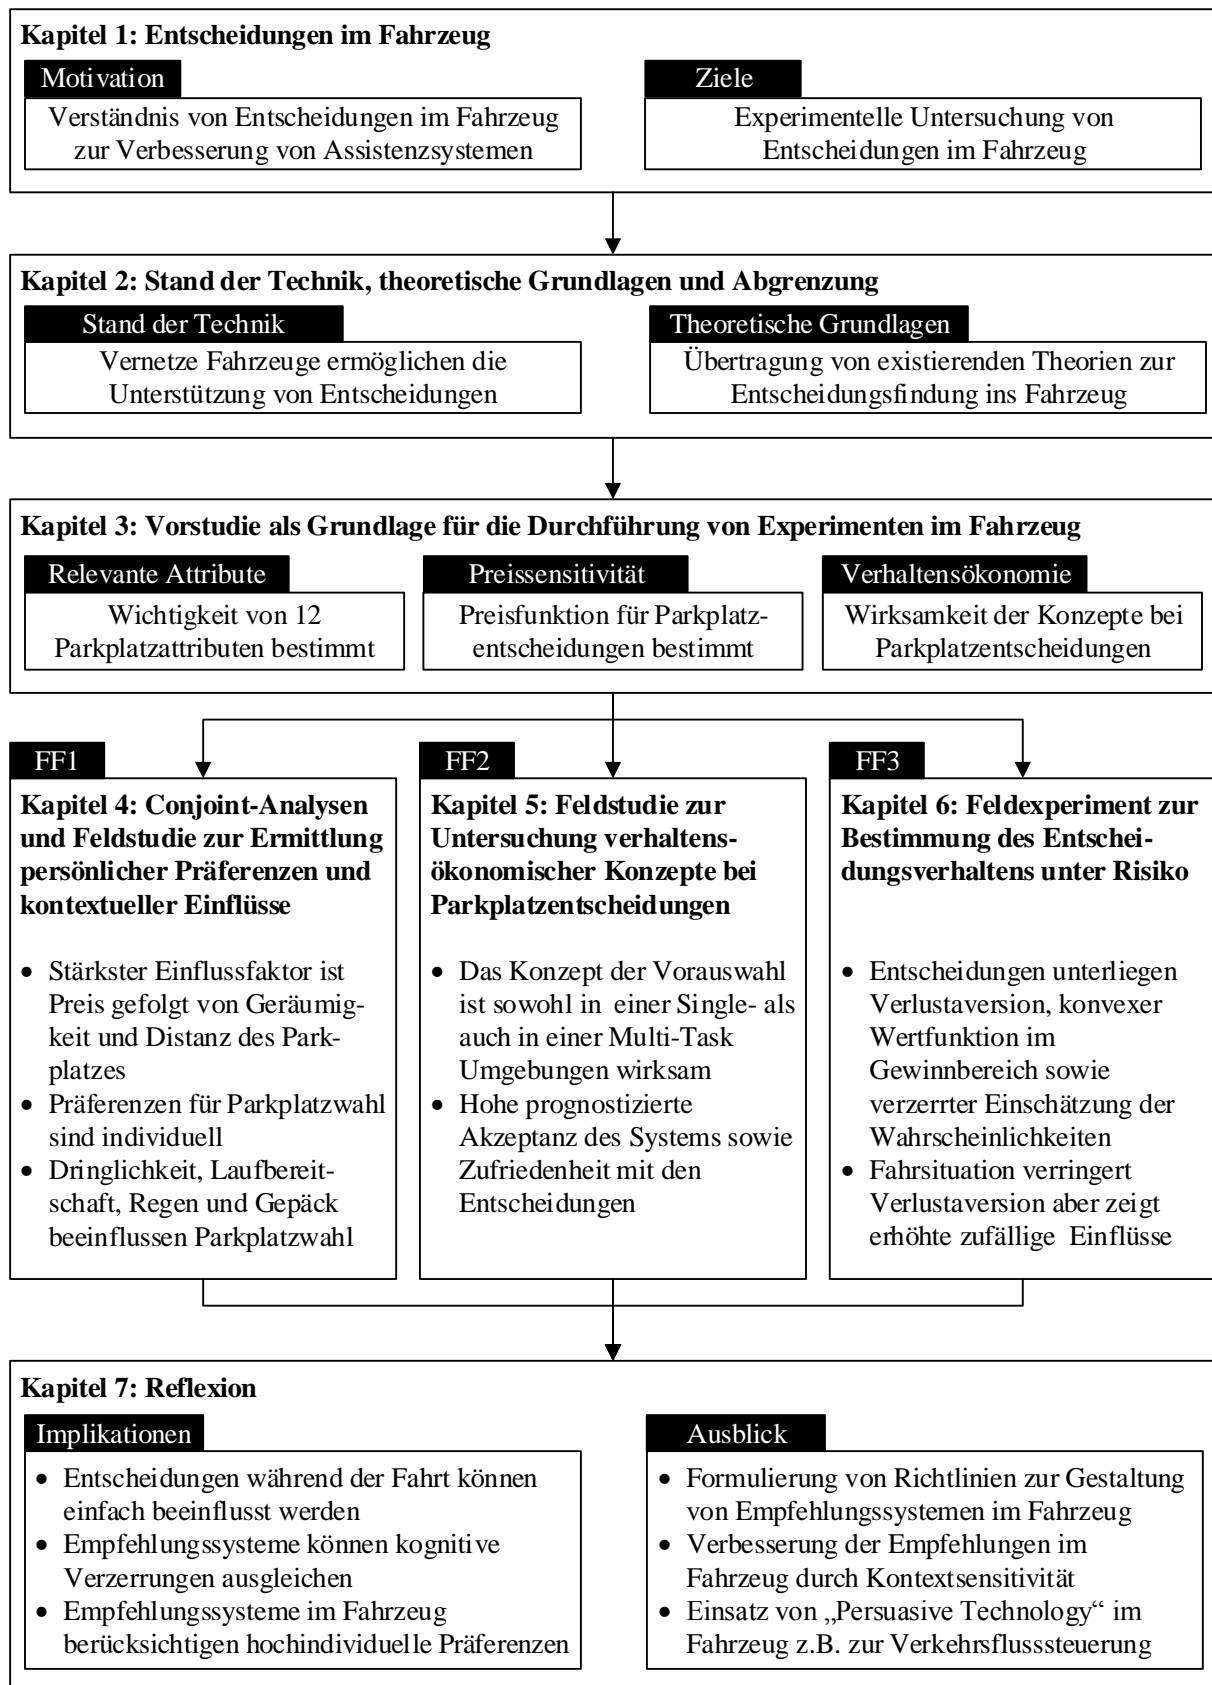 Kapitel 1: Entscheidungen im Fahrzeug
Motivation
Verständnis von Entscheidungen im Fahrzeug
zur Verbesserung von Assistenzsystemen
Ziele
Experimentelle Untersuchung von
Entscheidungen im Fahrzeug
Kapitel 2: Stand der Technik, theoretische Grundlagen und Abgrenzung
Stand der Technik
Vernetze Fahrzeuge ermöglichen die
Unterstützung von Entscheidungen
Theoretische Grundlagen
Übertragung von existierenden Theorien zur
Entscheidungsfindung ins Fahrzeug
Kapitel 3: Vorstudie als Grundlage für die Durchführung von Experimenten im Fahrzeug
Relevante Attribute
Wichtigkeit von 12
Parkplatzattributen bestimmt
Preissensitivität
Preisfunktion für Parkplatz-
entscheidungen bestimmt
Verhaltensökonomie
Wirksamkeit der Konzepte bei
Parkplatzentscheidungen
FF1
Kapitel 4: Conjoint-Analysen
und Feldstudie zur Ermittlung
persönlicher Präferenzen und
kontextueller Einflüsse
• Stärkster Einflussfaktor ist
Preis gefolgt von Geräumig-
keit und Distanz des Park-
platzes
• Präferenzen für Parkplatzwahl
sind individuell
• Dringlichkeit, Laufbereit-
schaft, Regen und Gepäck
beeinflussen Parkplatzwahl
FF2
Kapitel 5: Feldstudie zur
Untersuchung verhaltens-
ökonomischer Konzepte bei
Parkplatzentscheidungen
• Das Konzept der Vorauswahl
ist sowohl in einer Single- als
auch in einer Multi-Task
Umgebungen wirksam
• Hohe prognostizierte
Akzeptanz des Systems sowie
Zufriedenheit mit den
Entscheidungen
FF3
Kapitel 6: Feldexperiment zur
Bestimmung des Entschei-
dungsverhaltens unter Risiko
• Entscheidungen unterliegen
Verlustaversion, konvexer
Wertfunktion im
Gewinnbereich sowie
verzerrter Einschätzung der
Wahrscheinlichkeiten
• Fahrsituation verringert
Verlustaversion aber zeigt
erhöhte zufällige Einflüsse
Kapitel 7: Reflexion
Implikationen
• Entscheidungen während der Fahrt können
einfach beeinflusst werden
• Empfehlungssysteme können kognitive
Verzerrungen ausgleichen
• Empfehlungssysteme im Fahrzeug
berücksichtigen hochindividuelle Präferenzen
Ausblick
• Formulierung von Richtlinien zur Gestaltung
von Empfehlungssystemen im Fahrzeug
• Verbesserung der Empfehlungen im
Fahrzeug durch Kontextsensitivität
• Einsatz von „Persuasive Technology“ im
Fahrzeug z.B. zur Verkehrsflusssteuerung